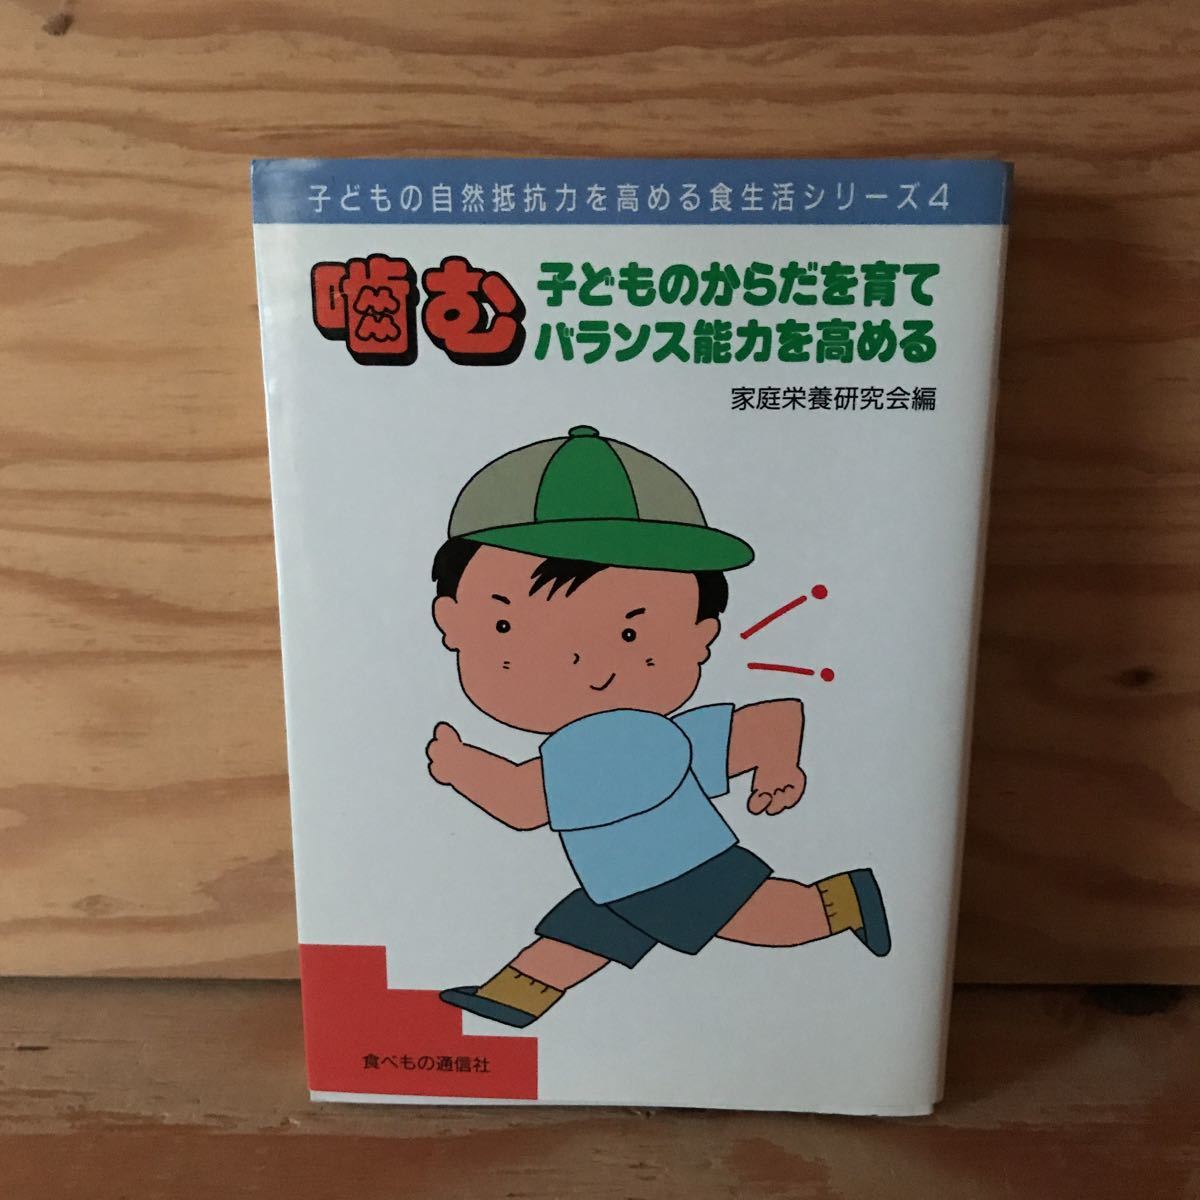 子どもの自然抵抗力を高める食生活シリーズ4
噛む
子どものからだを育て
バランス能力を高める
家庭栄養研究会編
食べもの通信社